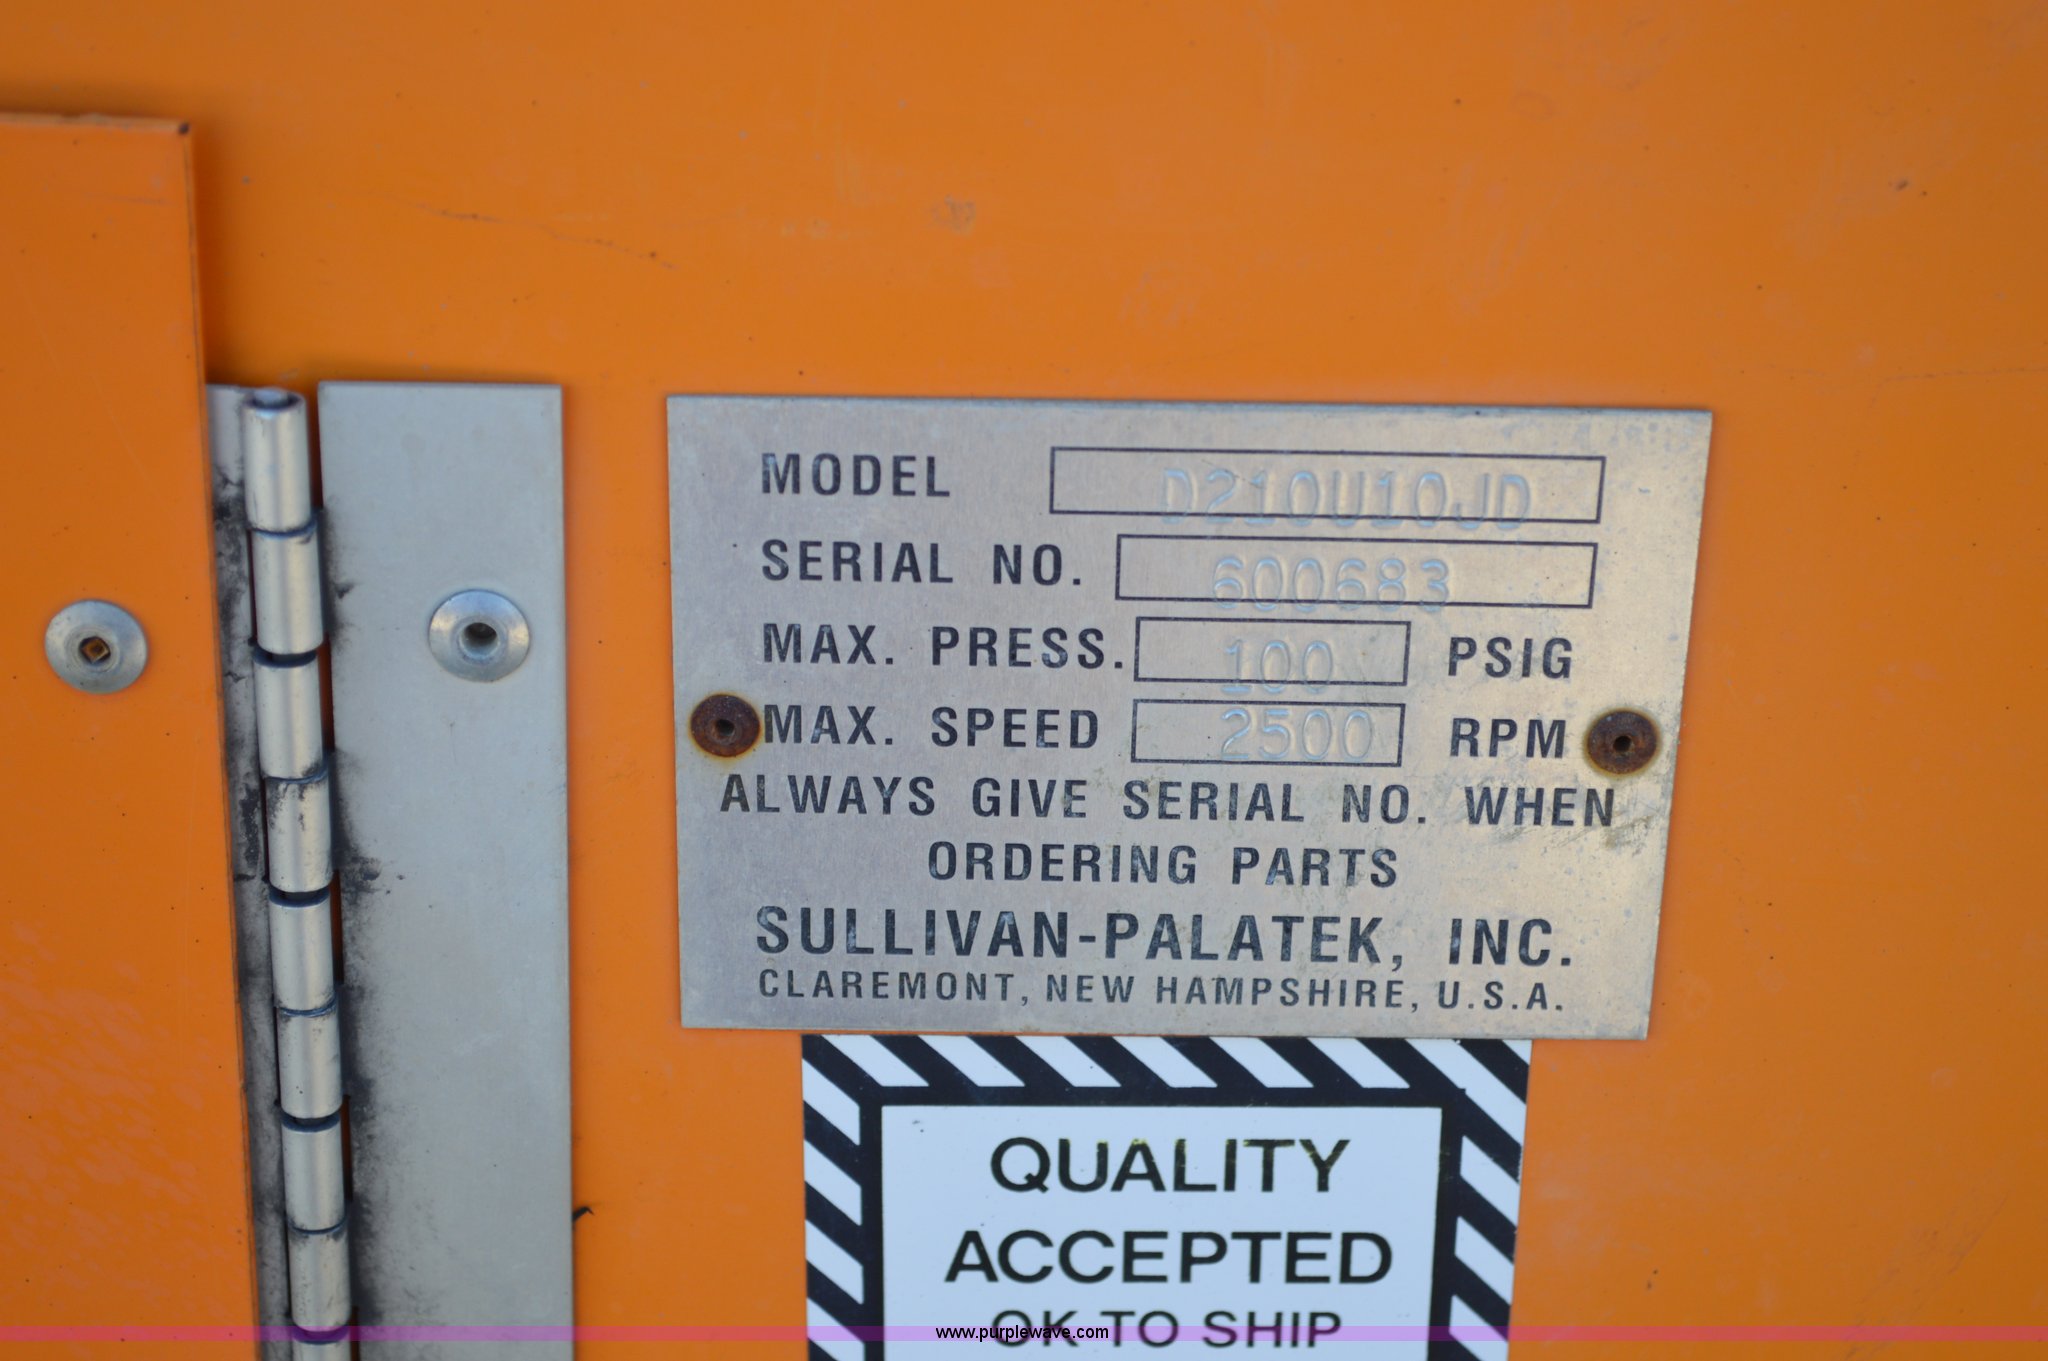 MODEL D210U10JD
SERIAL NO. 600683
MAX. PRESS. 100 PSIG
MAX. SPEED 2500 RPM
ALWAYS GIVE SERIAL NO. WHEN
ORDERING PARTS
SULLIVAN-PALATEK, INC.
CLAREMONT, NEW HAMPSHIRE, U.S.A.
QUALITY
ACCEPTED
OK TO SHIP
www.purplewave.com